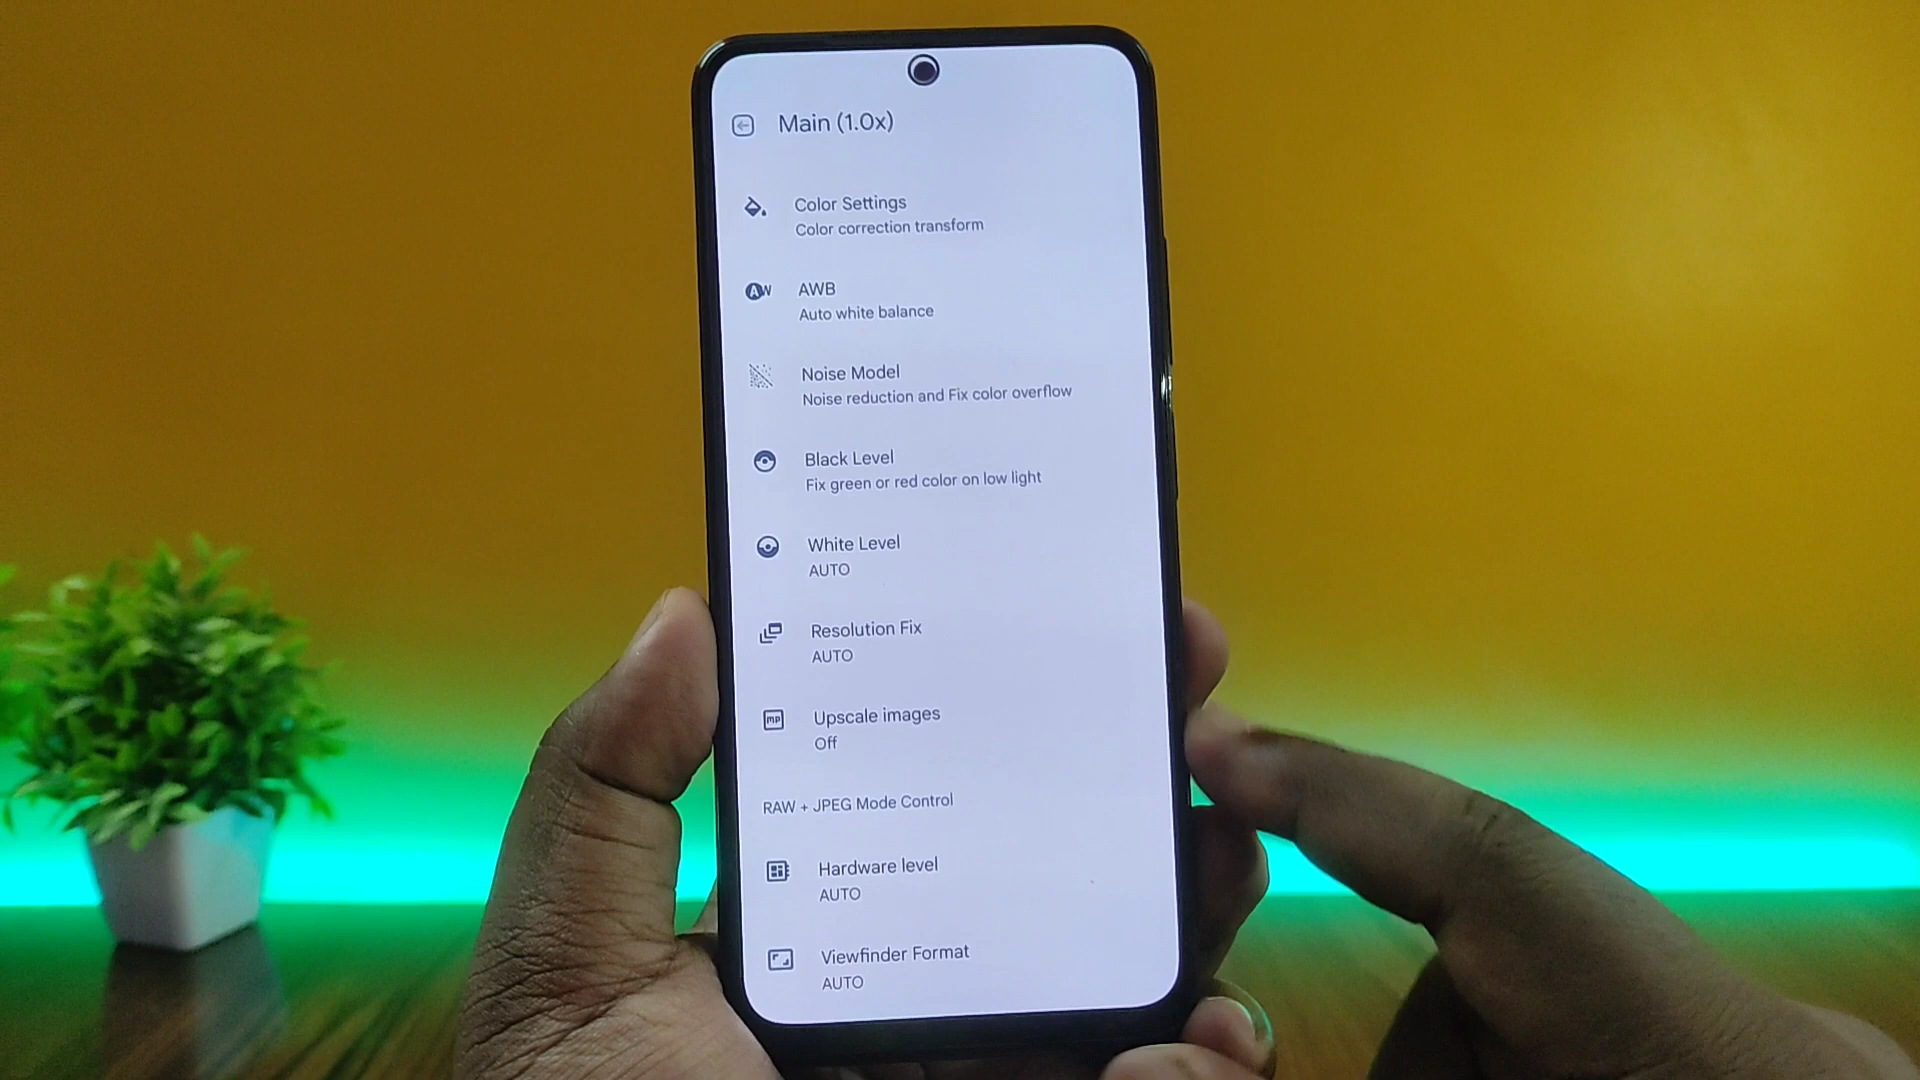 Main (1.0x)
Color Settings
Color correction transform
AW
AWB
Auto white balance
Noise Model
Noise reduction and Fix color overflow
Black Level
Fix green or red color on low light
White Level
AUTO
Resolution Fix
AUTO
MP
Upscale images
Off
RAW + JPEG Mode Control
Hardware level
AUTO
Viewfinder Format
AUTO